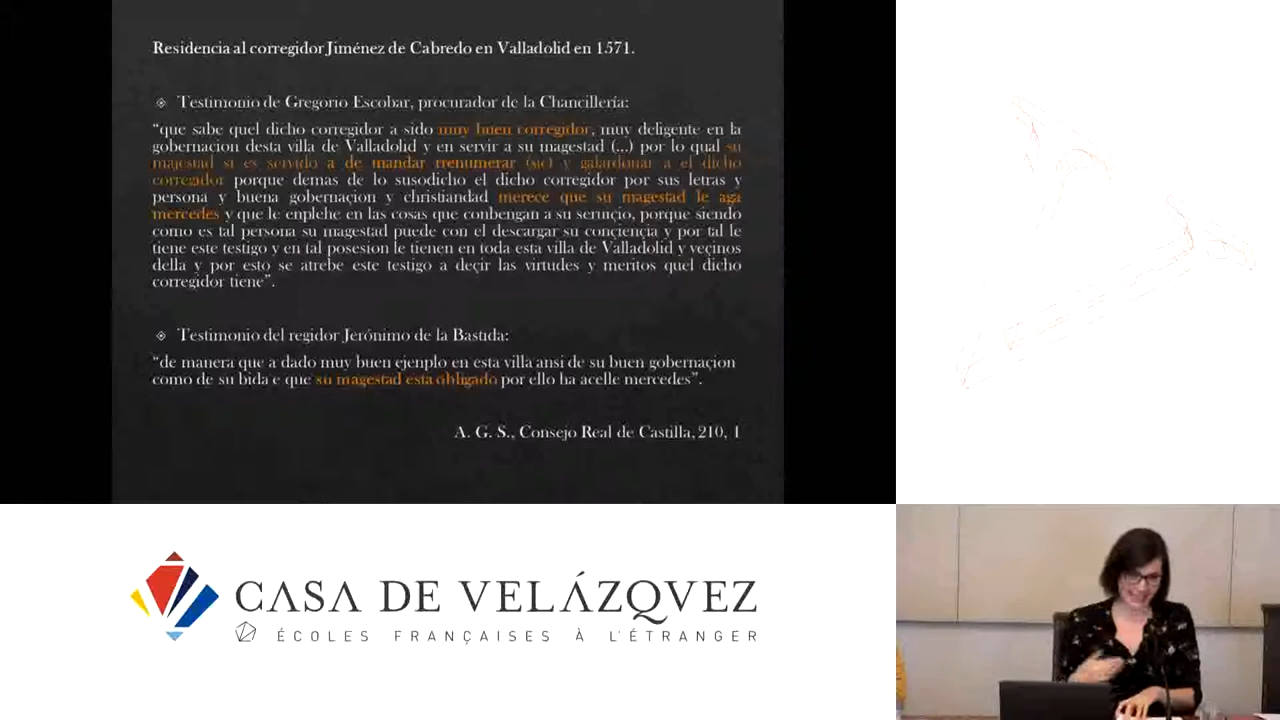 Residencia al corregidor Jiménez de Cabredo en Valladolid en 1571.
Testimonio de Gregorio Escobar, procurador de la Chancillería:
“que sabe quel dicho corregidor a sido muy buen corregidor, muy deligente en la
gobernacion desta villa de Valladolid y en servir a su magestad (...) por lo qual su
majestad si es servido a de mandar rrenumerar (sic) y galardonar a el dicho
corregidor porque demas de lo susodicho el dicho corregidor por sus letras y
persona y buena gobernaçion y christiandad merece que su magestad le aga
mercedes y que le enplehe en las cosas que conbengan a su seruiçio, porque siendo
como es tal persona su magestad puede con el descargar su conçiencia y por tal le
tiene este testigo y en tal posesion le tienen en toda esta villa de Valladolid y veçinos
della y por esto se atrebe este testigo a deçir las virtudes y meritos quel dicho
corregidor tiene”.
Testimonio del regidor Jerónimo de la Bastida:
“de manera que a dado muy buen ejemplo en esta villa ansi de su buen gobernaçion
como de su bida e que su magestad esta obligado por ello ha acelle mercedes”.
A. G. S., Consejo Real de Castilla, 210, 1
CASA DE VELÁZQVEZ
ÉCOLES FRANÇAISES À L'ÉTRANGER